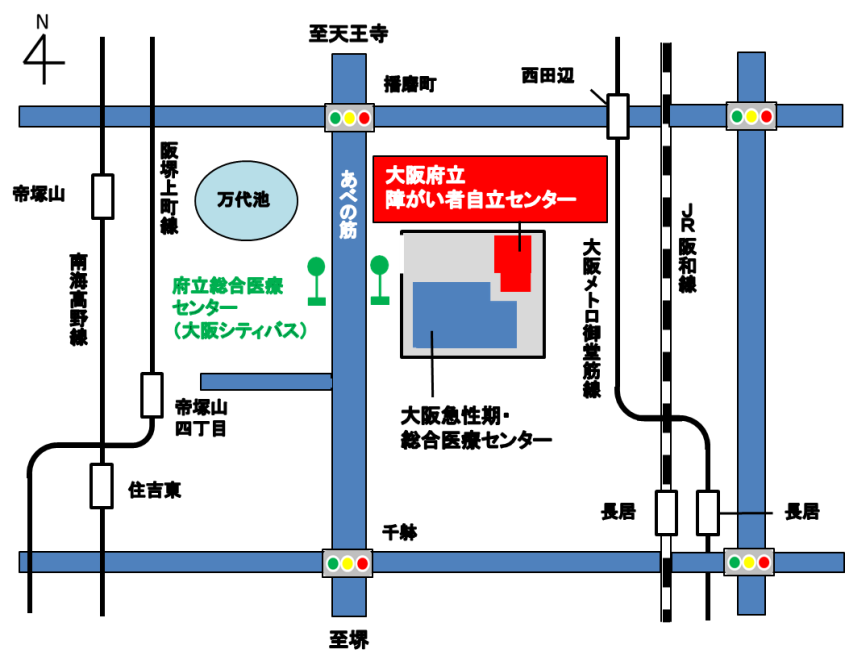 N
至天王寺
播磨町
西田辺
帝塚山
阪堺上町線
万代池
あべの筋
大阪府立
障がい者自立センター
JR阪和線
南海高野線
府立総合医療
センター
（大阪シティバス）
大阪メトロ御堂筋線
帝塚山
四丁目
大阪急性期・
総合医療センター
住吉東
千躰
長居
長居
至堺